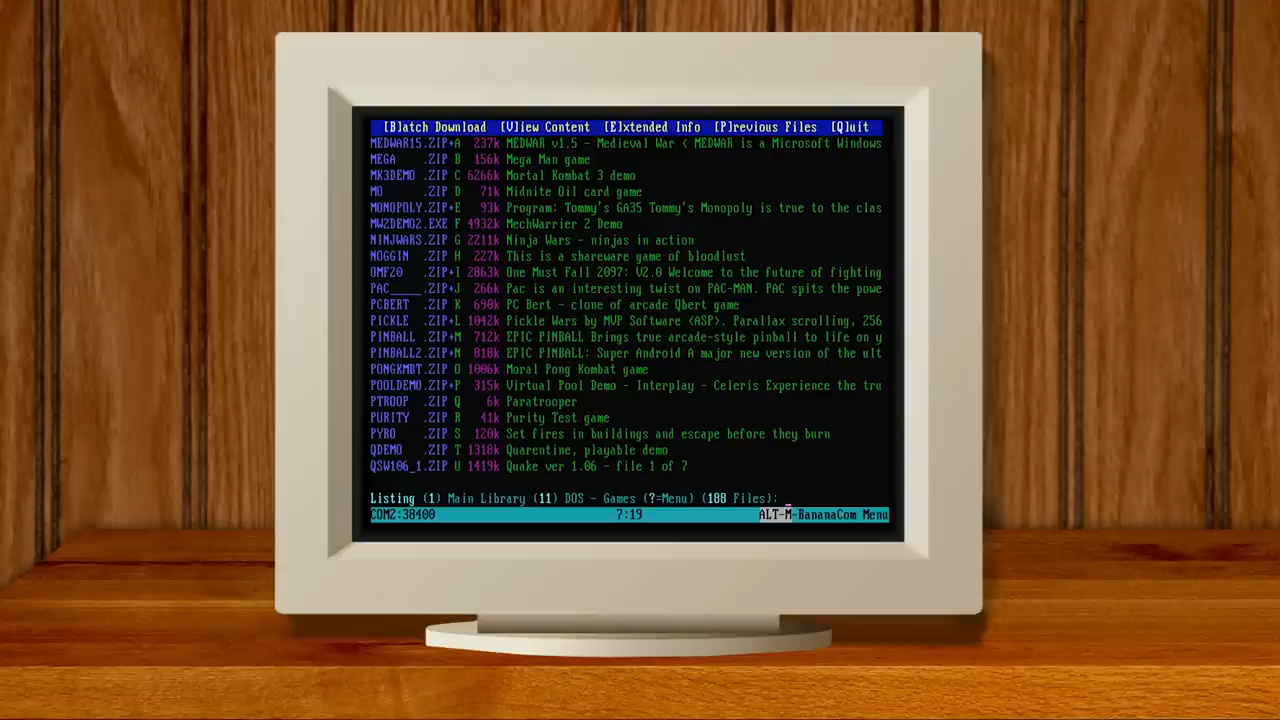 [B]atch Download [V]iew Content [E]xtended Info [P]revious Files [Q]uit
MEDWAR15.ZIP+A 237k MEDWAR v1.5 - Medieval War < MEDWAR is a Microsoft Windows
MEGA .ZIP B 156k Mega Man game
MK3DEMO .ZIP C 6266k Mortal Kombat 3 demo
MO .ZIP D 71k Midnite Oil card game
MONOPOLY.ZIP+E 93k Program: Tommy's GA35 Tommy's Monopoly is true to the clas
MW2DEMO2.EXE F 4932k MechWarrier 2 Demo
NINJWARS.ZIP G 2211k Ninja Wars - ninjas in action
NOGGIN .ZIP H 227k This is a shareware game of bloodlust
OMF20 .ZIP+I 2863k One Must Fall 2097: V2.0 Welcome to the future of fighting
PAC_____.ZIP+J 266k Pac is an interesting twist on PAC-MAN. PAC spits the powe
PCBERT .ZIP K 690k PC Bert - clone of arcade Qbert game
PICKLE .ZIP+L 1042k Pickle Wars by MVP Software <ASP>. Parallax scrolling, 256
PINBALL .ZIP+M 712k EPIC PINBALL Brings true arcade-style pinball to life on y
PINBALL2.ZIP+N 818k EPIC PINBALL: Super Android A major new version of the ult
PONGKMBT.ZIP O 1006k Moral Pong Kombat game
POOLDEMO.ZIP+P 315k Virtual Pool Demo - Interplay - Celeris Experience the tru
PTROOP .ZIP Q 6k Paratrooper
PURITY .ZIP R 41k Purity Test game
PYRO .ZIP S 120k Set fires in buildings and escape before they burn
QDEMO .ZIP T 1318k Quarentine, playable demo
QSW106_1.ZIP U 1419k Quake ver 1.06 - file 1 of 7
Listing (1) Main Library (11) DOS - Games (?=Menu) (188 Files): _
COM2:38400 7:19 ALT-M-BananaCom Menu